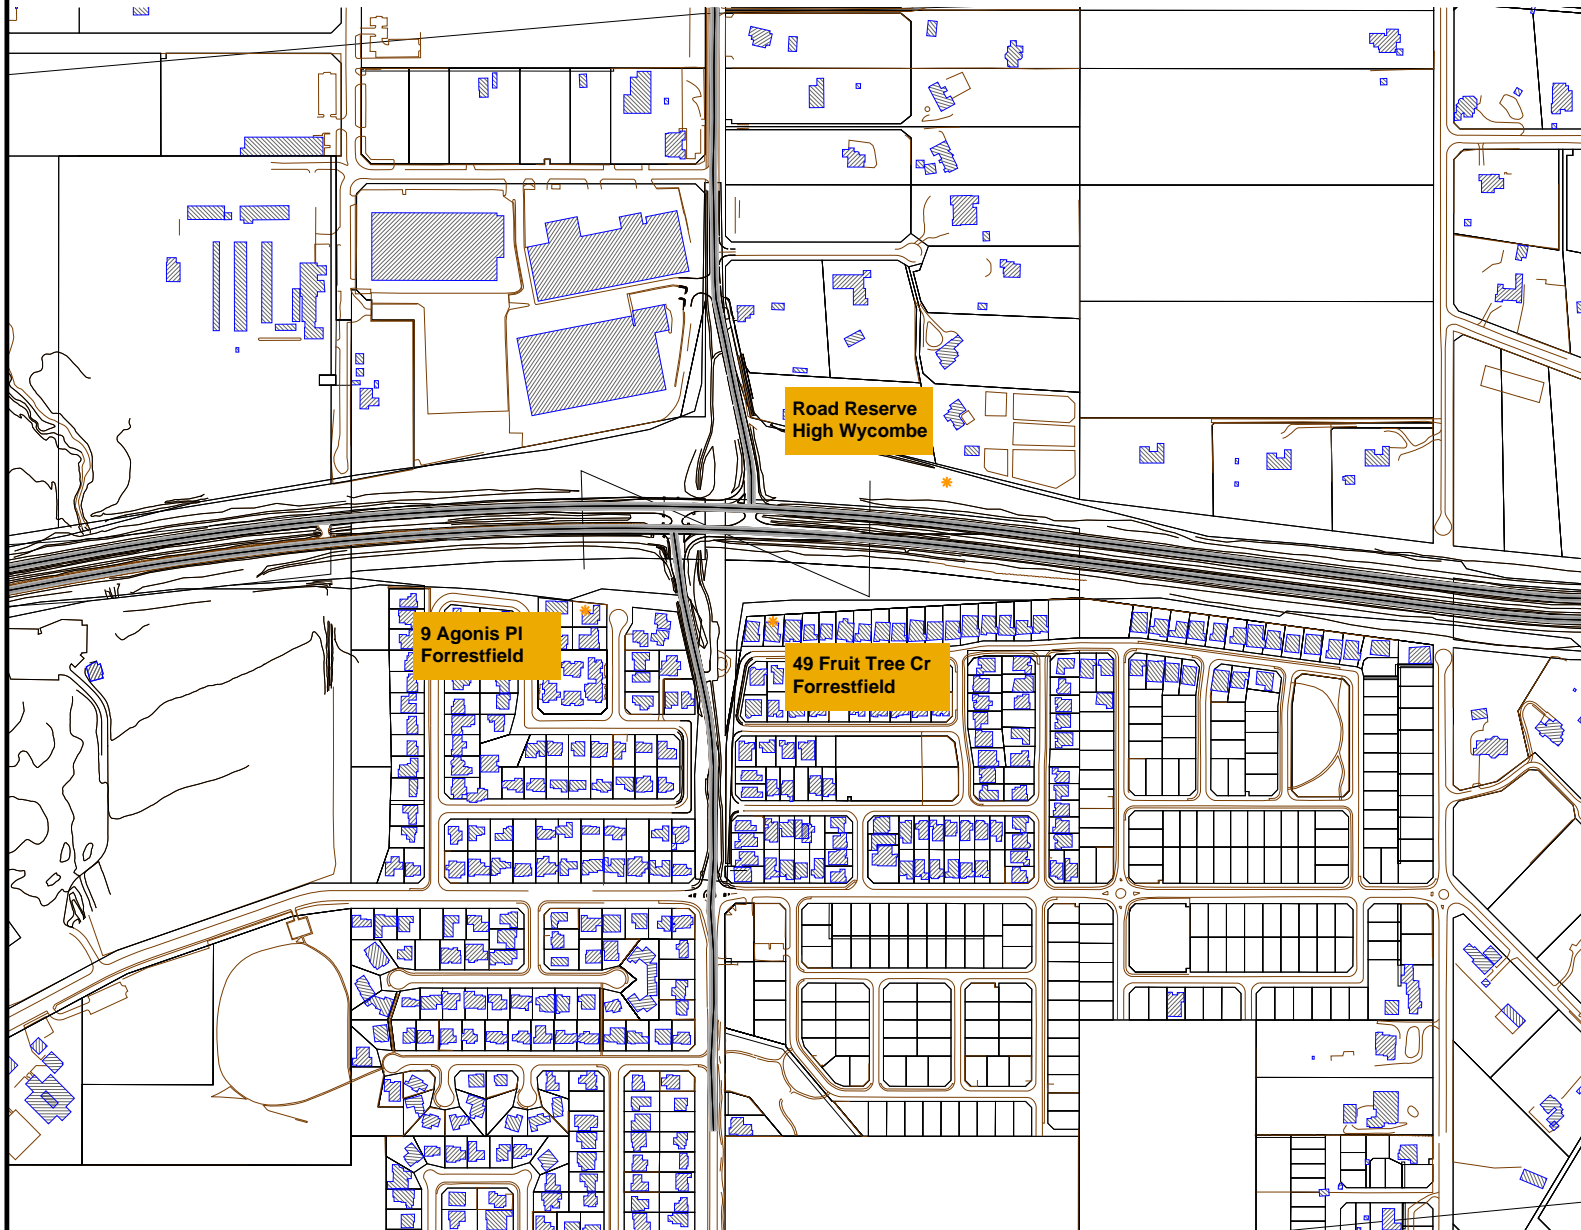 Road Reserve
High Wycombe
9 Agonis Pl
Forrestfield
49 Fruit Tree Cr
Forrestfield